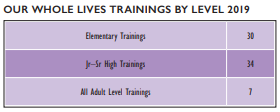 OUR WHOLE LIVES TRAININGS BY LEVEL 2019
Elementary Trainings 30
Jr–Sr High Trainings 34
All Adult Level Trainings 7